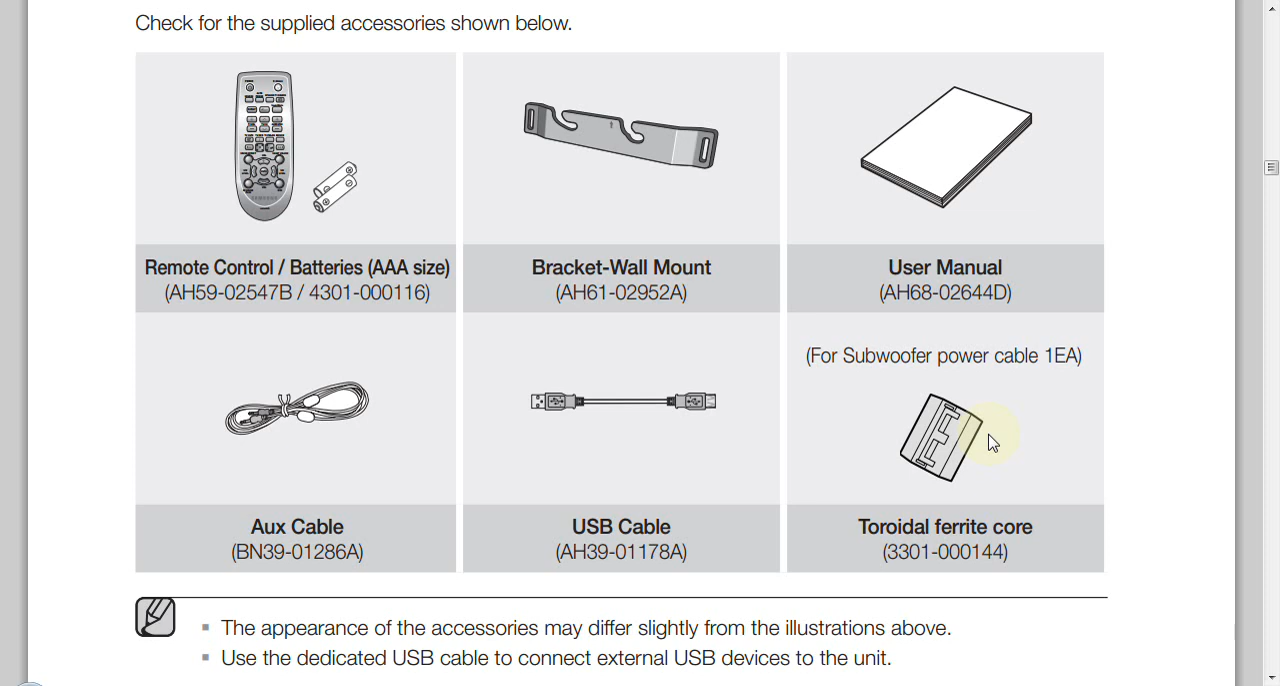 Check for the supplied accessories shown below.
Remote Control / Batteries (AAA size)
(AH59-02547B / 4301-000116)
Bracket-Wall Mount
(AH61-02952A)
User Manual
(AH68-02644D)
(For Subwoofer power cable 1EA)
Aux Cable
(BN39-01286A)
USB Cable
(AH39-01178A)
Toroidal ferrite core
(3301-000144)
The appearance of the accessories may differ slightly from the illustrations above.
Use the dedicated USB cable to connect external USB devices to the unit.